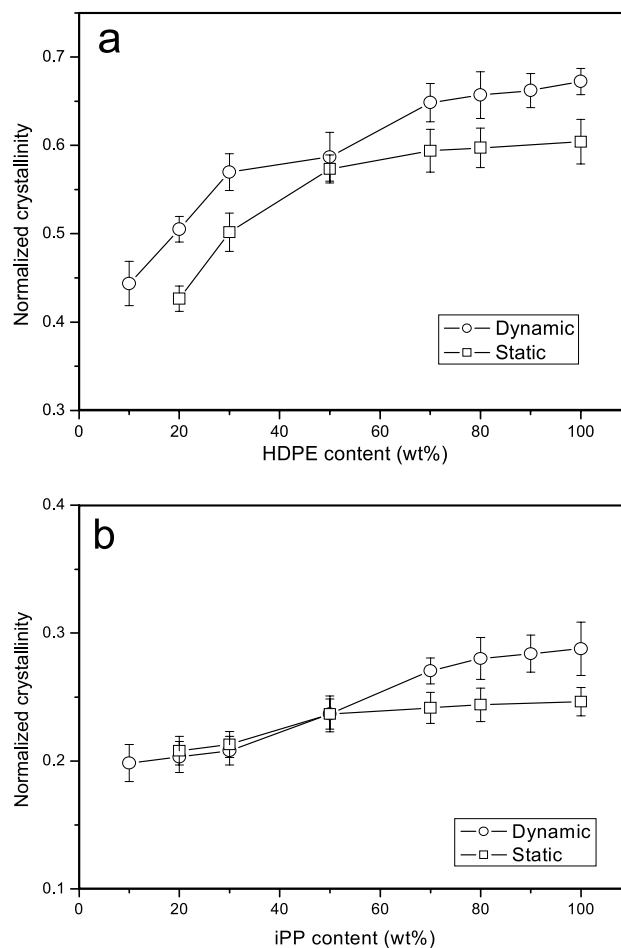 a
0.7
0.6
0.5
0.4
0.3
Normalized crystallinity
Dynamic
Static
0 20 40 60 80 100
HDPE content (wt%)
b
0.4
0.3
0.2
0.1
Normalized crystallinity
Dynamic
Static
0 20 40 60 80 100
iPP content (wt%)